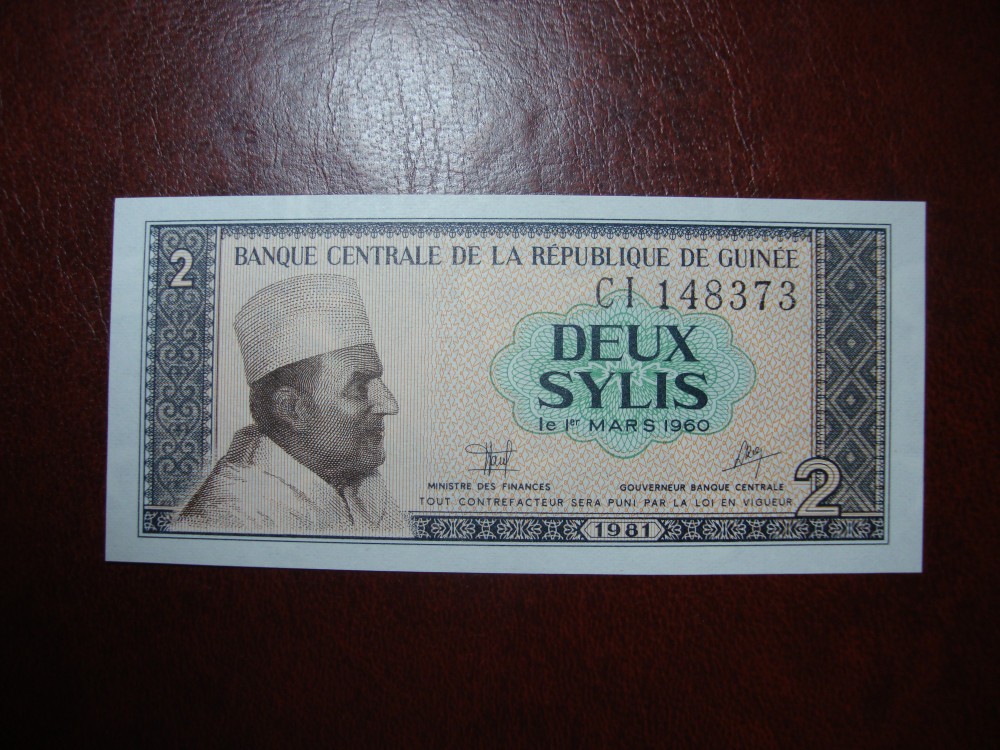 2
BANQUE CENTRALE DE LA RÉPUBLIQUE DE GUINÉE
CI 148373
DEUX
SYLIS
le 1er MARS 1960
MINISTRE DES FINANCES GOUVERNEUR BANQUE CENTRALE
TOUT CONTREFACTEUR SERA PUNI PAR LA LOI EN VIGUEUR
2
1981